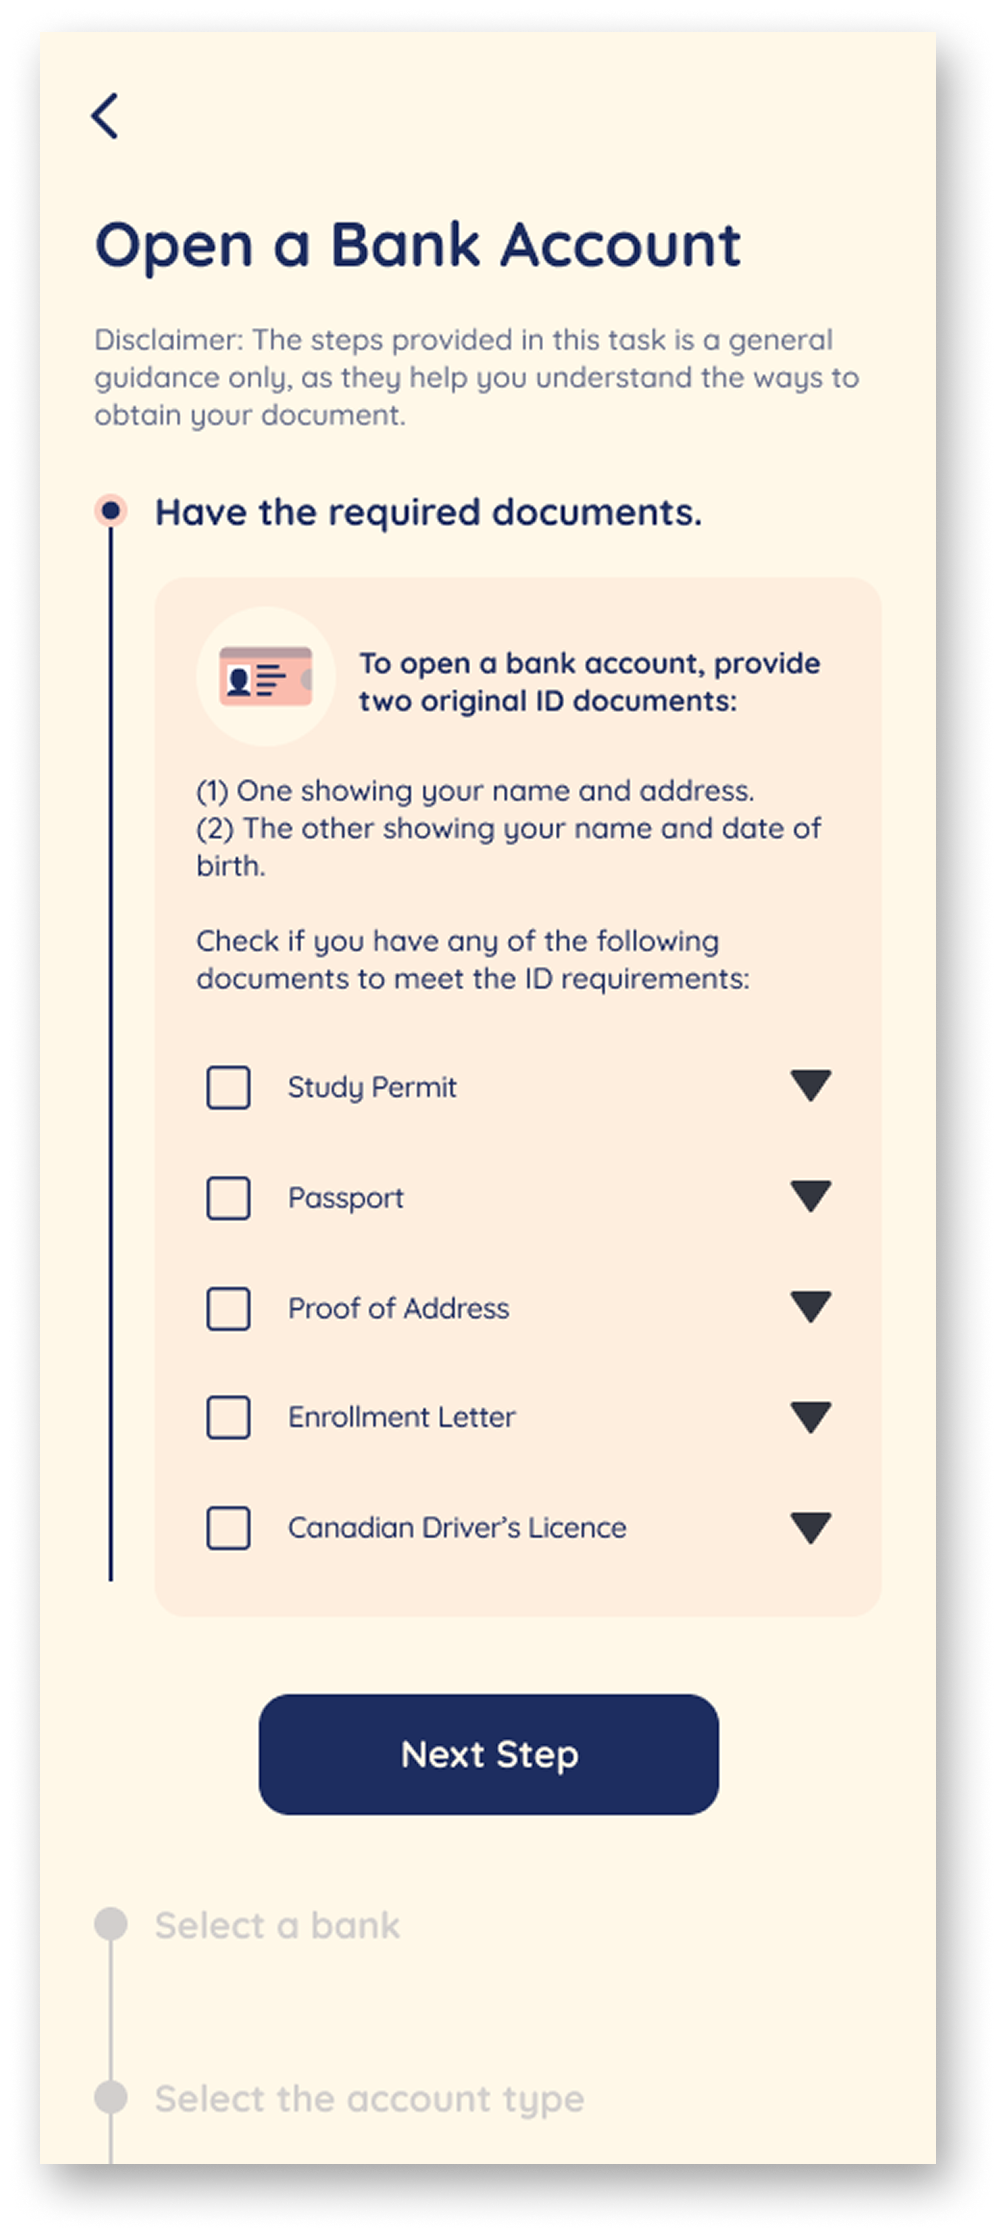 Open a Bank Account
Disclaimer: The steps provided in this task is a general
guidance only, as they help you understand the ways to
obtain your document.
Have the required documents.
To open a bank account, provide
two original ID documents:
(1) One showing your name and address.
(2) The other showing your name and date of
birth.
Check if you have any of the following
documents to meet the ID requirements:
Study Permit
Passport
Proof of Address
Enrollment Letter
Canadian Driver’s Licence
Next Step
Select a bank
Select the account type